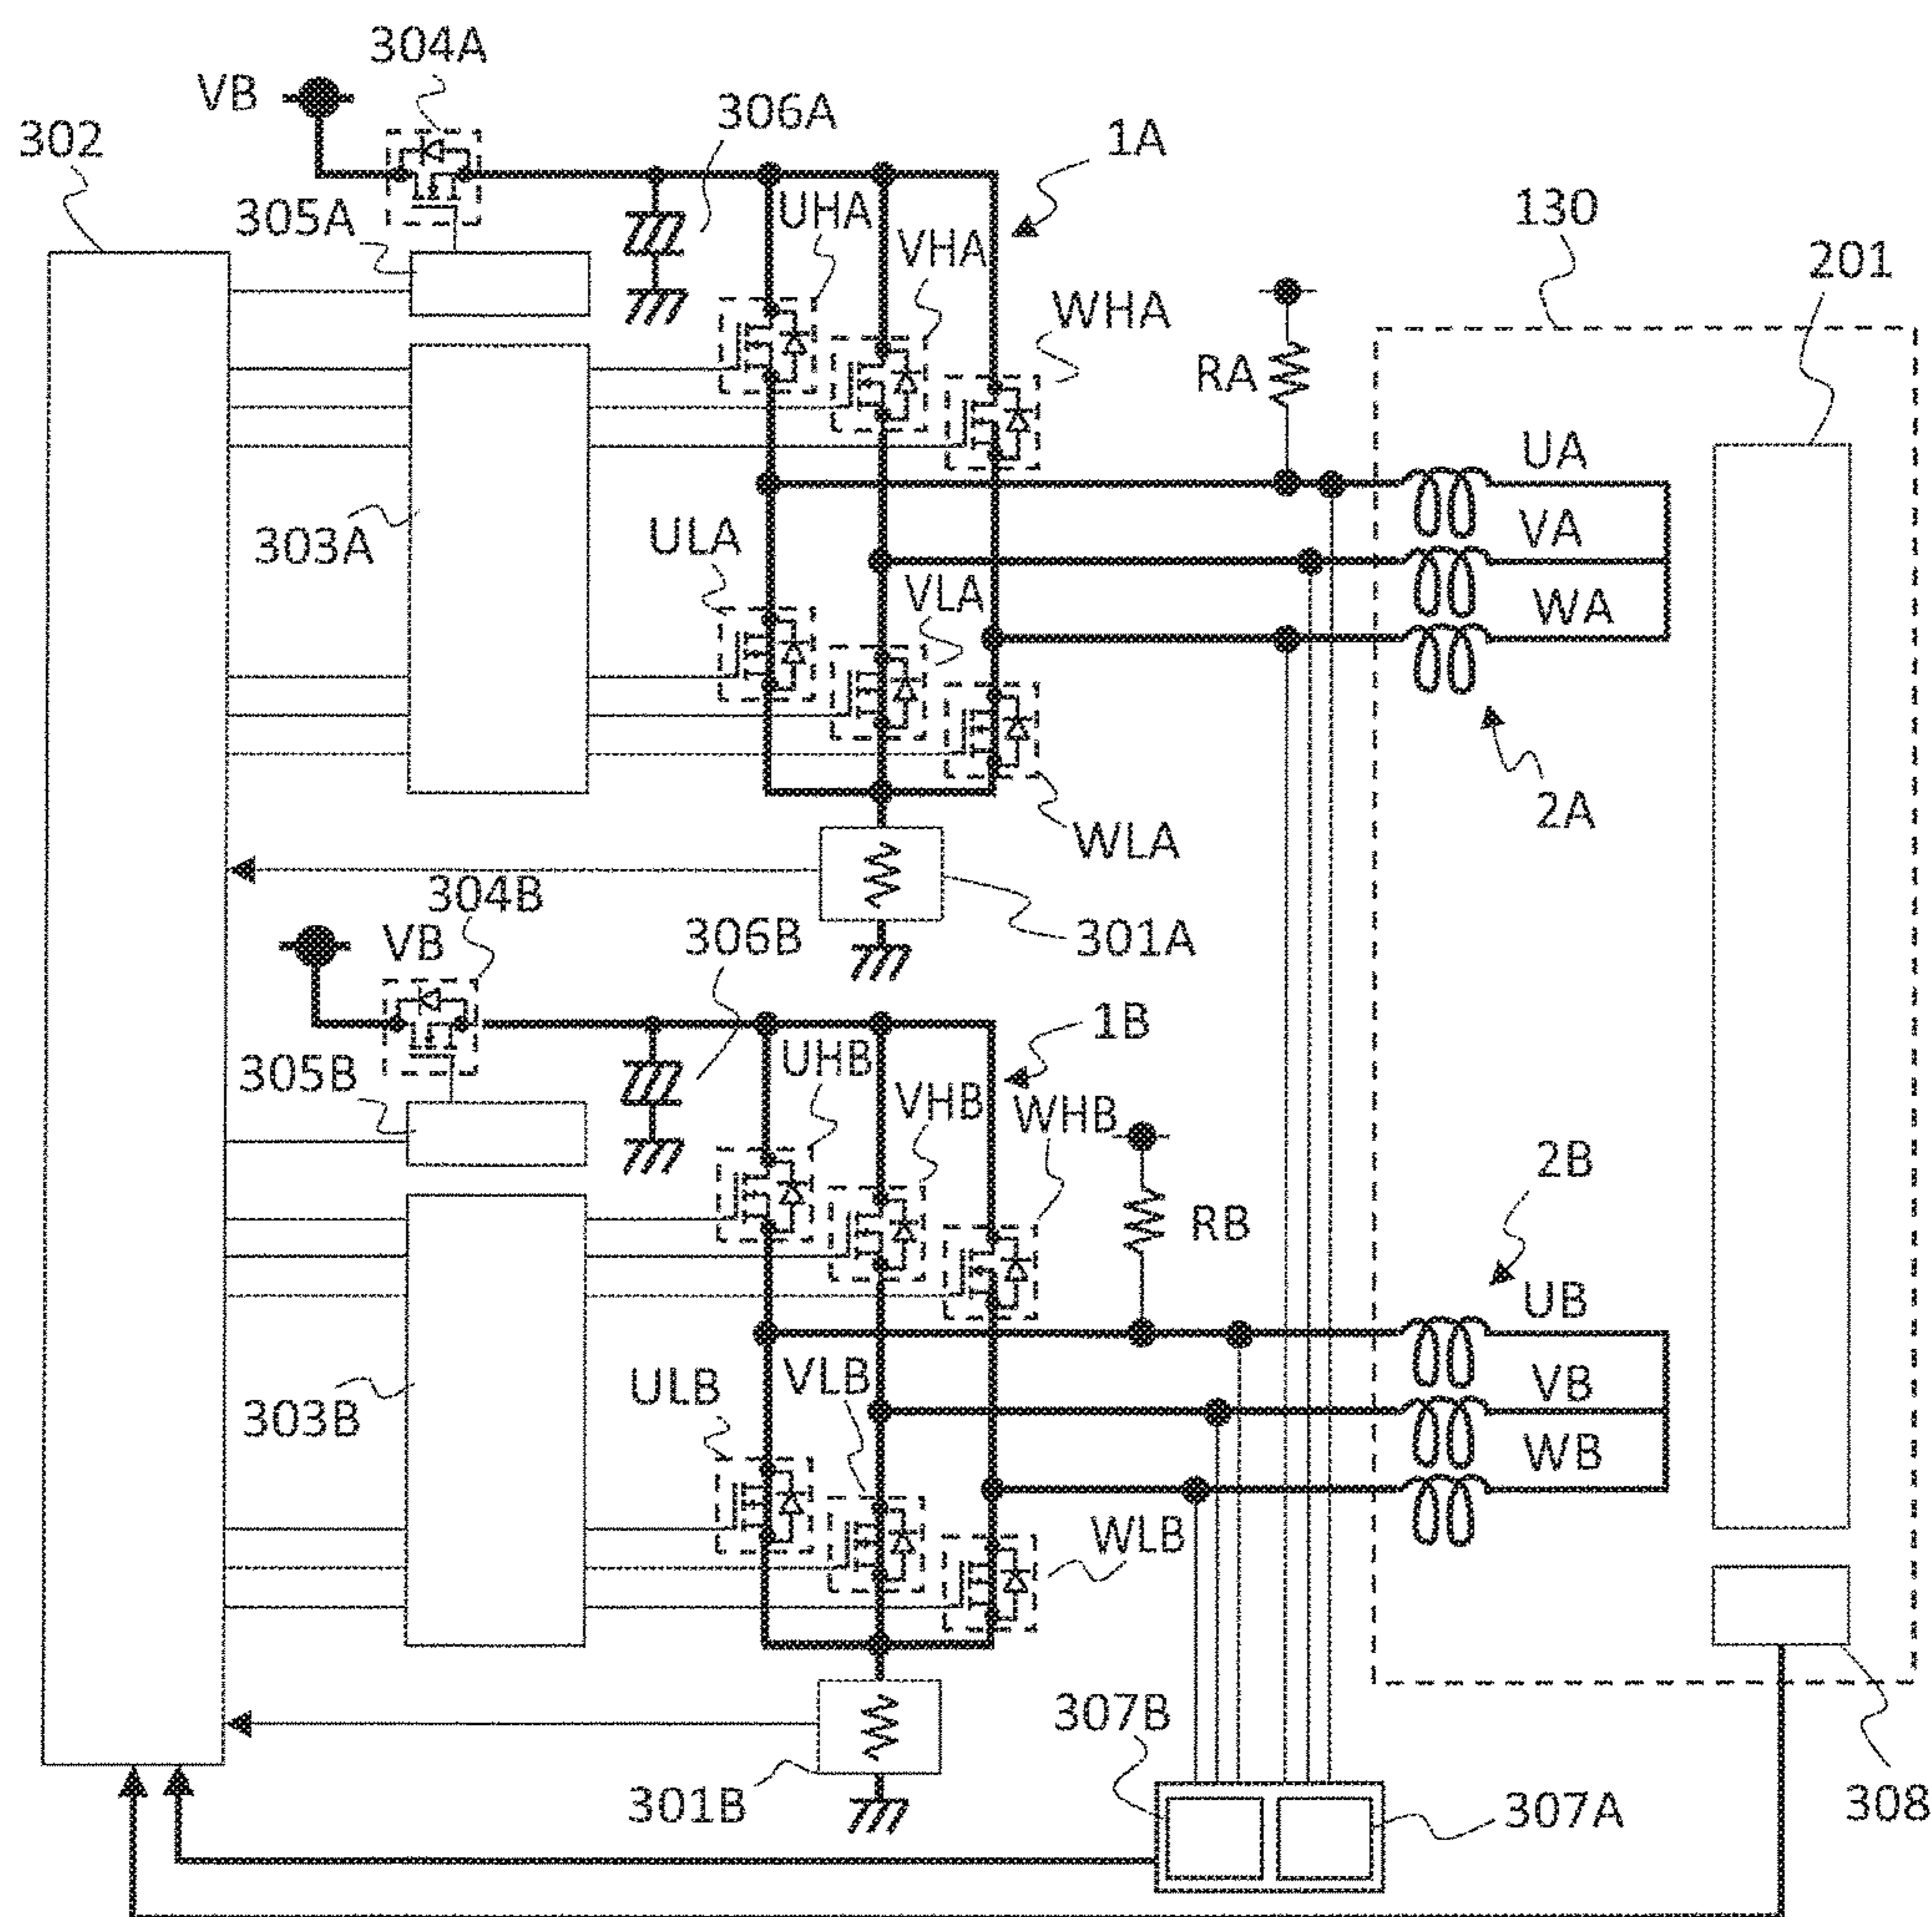 304A
VB
306A
302
1A
305A
UHA
130
VHA
201
WHA
RA
UA
303A
ULA
VA
VLA
WA
2A
WLA
304B
VB
306B
301A
1B
UHB
305B
VHB
WHB
2B
RB
UB
ULB
VLB
VB
303B
WB
WLB
307B
301B
307A
308